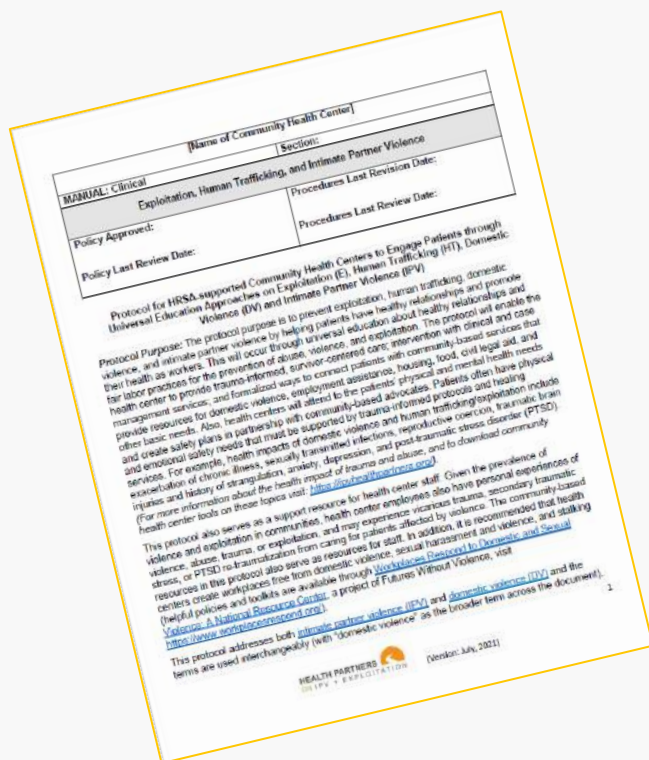 [Name of Community Health Center]
MANUAL: Clinical
Section:
Exploitation, Human Trafficking, and Intimate Partner Violence
Policy Approved:
Procedures Last Revision Date:
Policy Last Review Date:
Procedures Last Review Date:
Protocol for HRSA-supported Community Health Centers to Engage Patients through
Universal Education Approaches on Exploitation (E), Human Trafficking (HT), Domestic
Violence (DV) and Intimate Partner Violence (IPV)
Protocol Purpose: The protocol purpose is to prevent exploitation, human trafficking, domestic
violence, and intimate partner violence by helping patients have healthy relationships and promote
their health as workers. This will occur through universal education about healthy relationships and
fair labor practices for the prevention of abuse, violence, and exploitation. The protocol will enable the
health center to provide trauma-informed, survivor-centered care; intervention with clinical and case
management services; and formalized ways to connect patients with community-based services that
provide resources for domestic violence, employment assistance, housing, food, civil legal aid, and
other basic needs. Also, health centers will attend to the patients' physical and mental health needs
and create safety plans in partnership with community-based advocates. Patients often have physical
and emotional safety needs that must be supported by trauma-informed protocols and healing
services. For example, health impacts of domestic violence and human trafficking/exploitation include
exacerbation of chronic illness, sexually transmitted infections, reproductive coercion, traumatic brain
injuries and history of strangulation, anxiety, depression, and post-traumatic stress disorder (PTSD).
(For more information about the health impact of trauma and abuse, and to download community
health center tools on these topics visit: https://ipvhealthpartners.org/).
This protocol also serves as a support resource for health center staff. Given the prevalence of
violence and exploitation in communities, health center employees also have personal experiences of
violence, abuse, trauma, or exploitation, and may experience vicarious trauma, secondary traumatic
stress, or PTSD re-traumatization from caring for patients affected by violence. The community-based
resources in this protocol also serve as resources for staff. In addition, it is recommended that health
centers create workplaces free from domestic violence, sexual harassment and violence, and stalking
(helpful policies and toolkits are available through Workplaces Respond to Domestic and Sexual
Violence: A National Resource Center, a project of Futures Without Violence, visit
https://www.workplacesrespond.org/).
This protocol addresses both intimate partner violence (IPV) and domestic violence (DV) and the
terms are used interchangeably (with "domestic violence" as the broader term across the document).
1
HEALTH PARTNERS
ON IPV + EXPLOITATION
(Version: July, 2021)